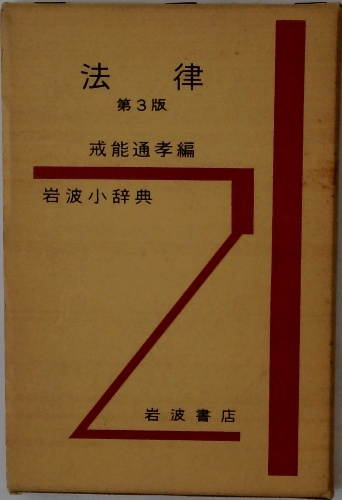 法律
第3版
戒能通孝編
岩波小辞典
岩波書店